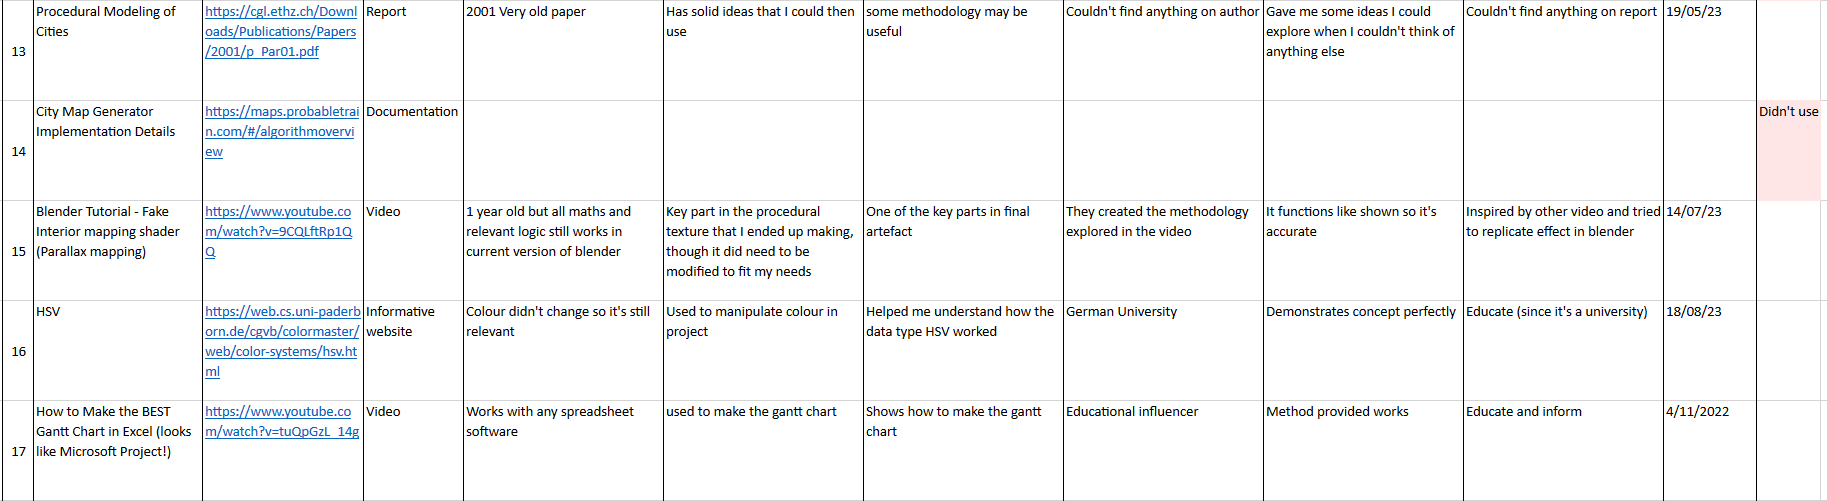 13
Procedural Modeling of
Cities
https://cgl.ethz.ch/Downl
oads/Publications/Papers
/2001/p_Par01.pdf
Report
2001 Very old paper
Has solid ideas that I could then
use
some methodology may be
useful
Couldn't find anything on author
Gave me some ideas I could
explore when I couldn't think of
anything else
Couldn't find anything on report
19/05/23
14
City Map Generator
Implementation Details
https://maps.probabletrai
n.com/#/algorithmovervi
ew
Documentation
Didn't use
15
Blender Tutorial - Fake
Interior mapping shader
(Parallax mapping)
https://www.youtube.co
m/watch?v=9CQLftRp1Q
Q
Video
1 year old but all maths and
relevant logic still works in
current version of blender
Key part in the procedural
texture that I ended up making,
though it did need to be
modified to fit my needs
One of the key parts in final
artefact
They created the methodology
explored in the video
It functions like shown so it's
accurate
Inspired by other video and tried
to replicate effect in blender
14/07/23
16
HSV
https://web.cs.uni-paderb
orn.de/cgvb/colormaster/
web/color-systems/hsv.ht
ml
Informative
website
Colour didn't change so it's still
relevant
Used to manipulate colour in
project
Helped me understand how the
data type HSV worked
German University
Demonstrates concept perfectly
Educate (since it's a university)
18/08/23
17
How to Make the BEST
Gantt Chart in Excel (looks
like Microsoft Project!)
https://www.youtube.co
m/watch?v=tuQpGzL_14g
Video
Works with any spreadsheet
software
used to make the gantt chart
Shows how to make the gantt
chart
Educational influencer
Method provided works
Educate and inform
4/11/2022